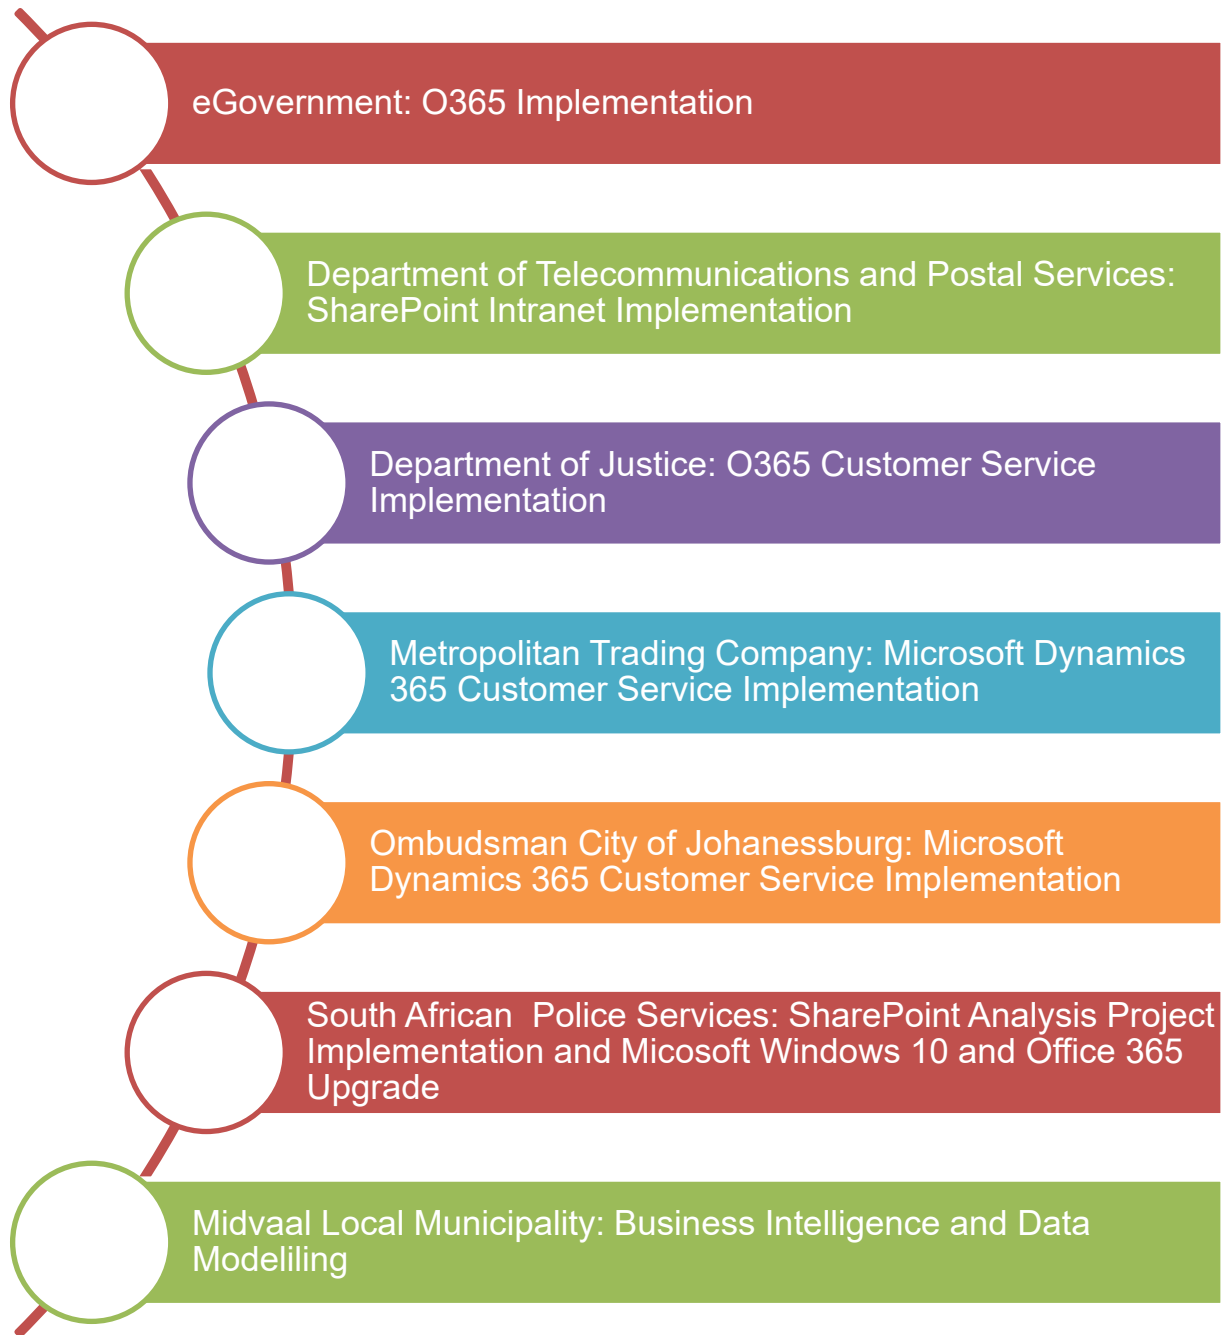 eGovernment: O365 Implementation
Department of Telecommunications and Postal Services:
SharePoint Intranet Implementation
Department of Justice: O365 Customer Service
Implementation
Metropolitan Trading Company: Microsoft Dynamics
365 Customer Service Implementation
Ombudsman City of Johanessburg: Microsoft
Dynamics 365 Customer Service Implementation
South African  Police Services: SharePoint Analysis Project
Implementation and Micosoft Windows 10 and Office 365
Upgrade
Midvaal Local Municipality: Business Intelligence and Data
Modeliling